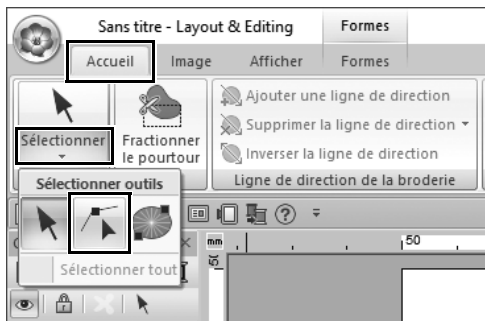 Sans titre - Layout & Editing Formes
Accueil Image Afficher Formes
Sélectionner
Fractionner
le pourtour
Ajouter une ligne de direction
Supprimer la ligne de direction
Inverser la ligne de direction
Ligne de direction de la broderie
Sélectionner outils
Sélectionner tout
mm
50